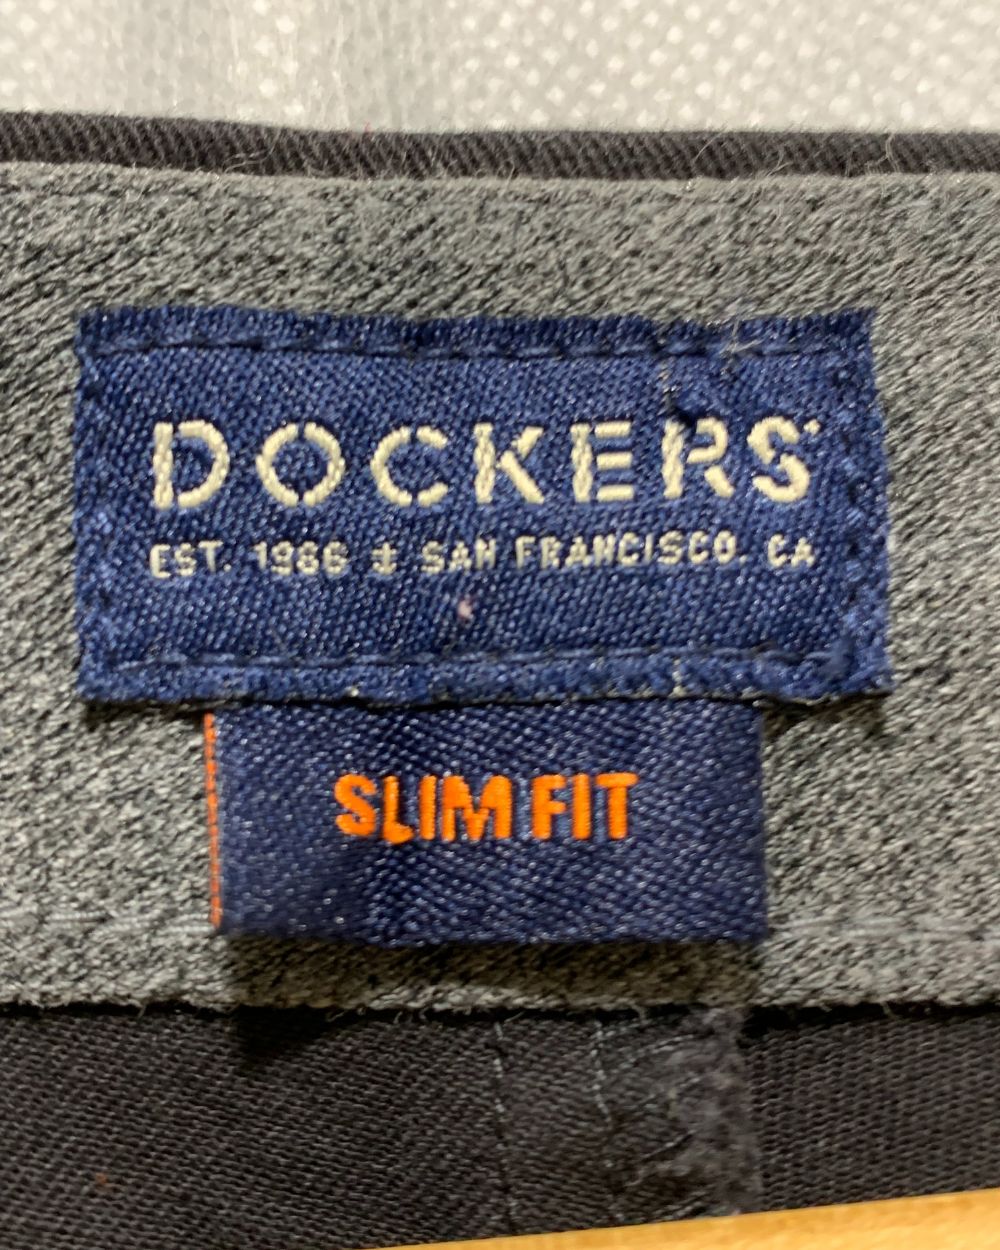 DOCKERS
EST. 1986 ⚓ SAN FRANCISCO. CA
SLIM FIT